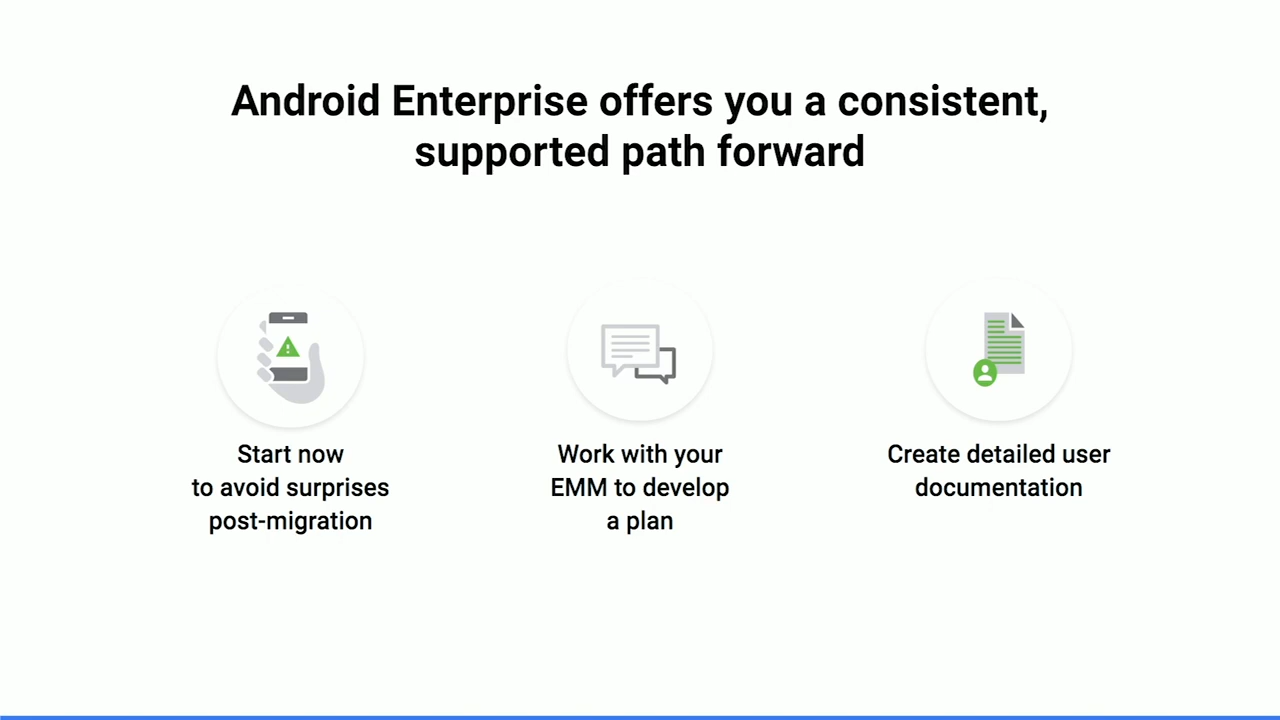 Android Enterprise offers you a consistent,
supported path forward
Start now
to avoid surprises
post-migration
Work with your
EMM to develop
a plan
Create detailed user
documentation